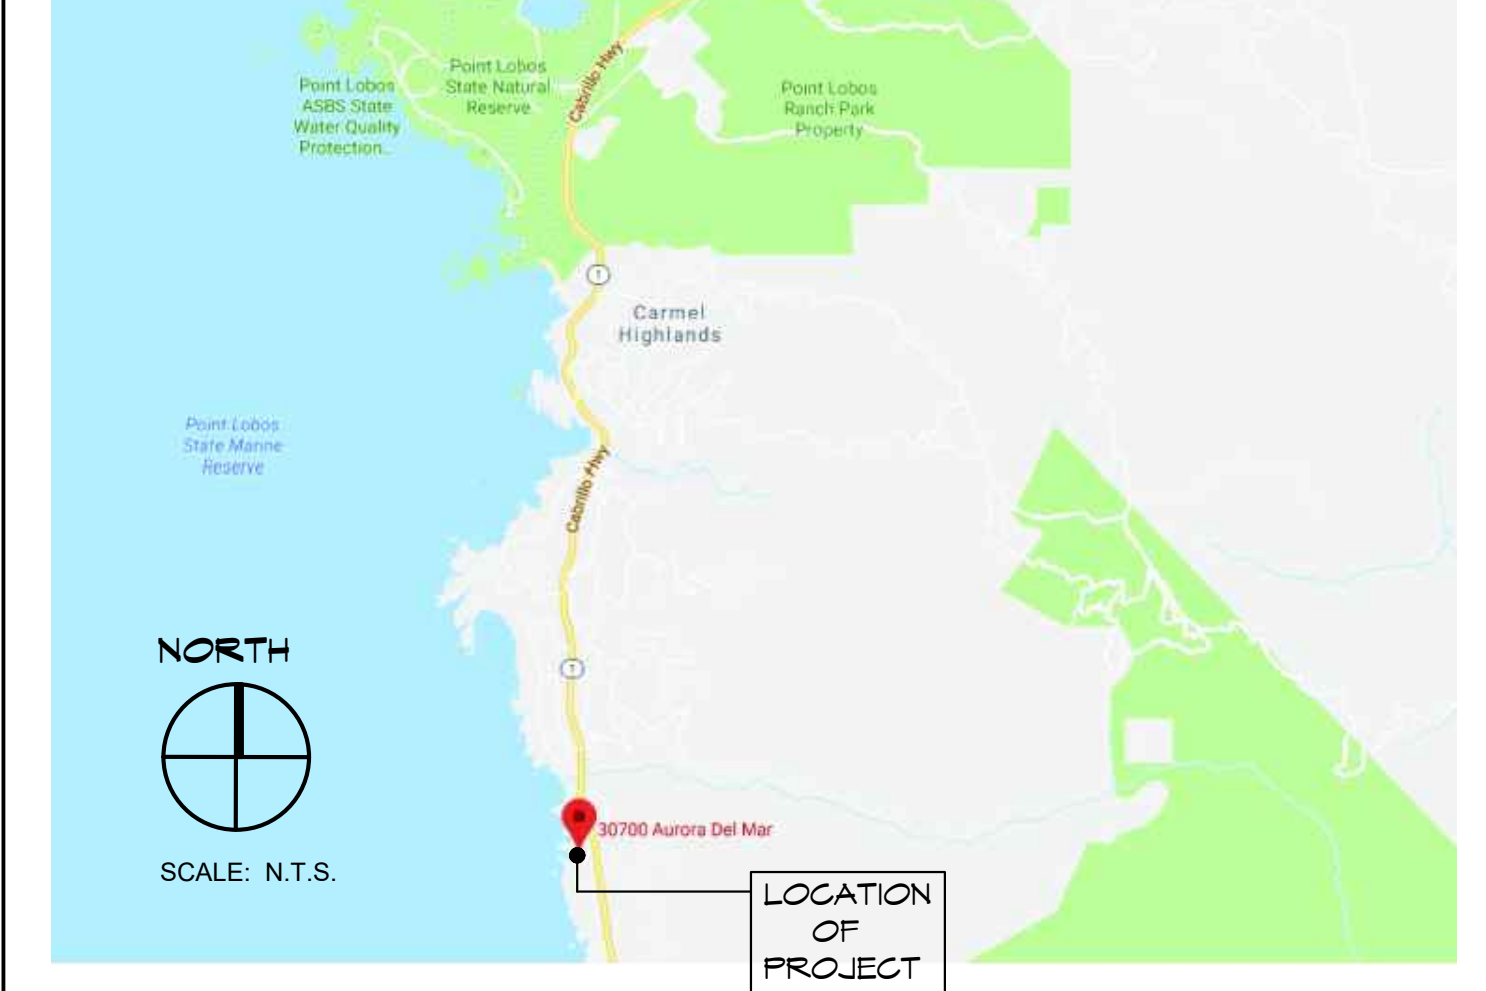 Point Lobos
State Natural
Reserve
Point Lobos
ASBS State
Water Quality
Protection...
Cabrillo Hwy
Point Lobos
Ranch Park
Property
1
Carmel
Highlands
Point Lobos
State Marine
Reserve
Cabrillo Hwy
NORTH
1
30700 Aurora Del Mar
SCALE: N.T.S.
LOCATION
OF
PROJECT